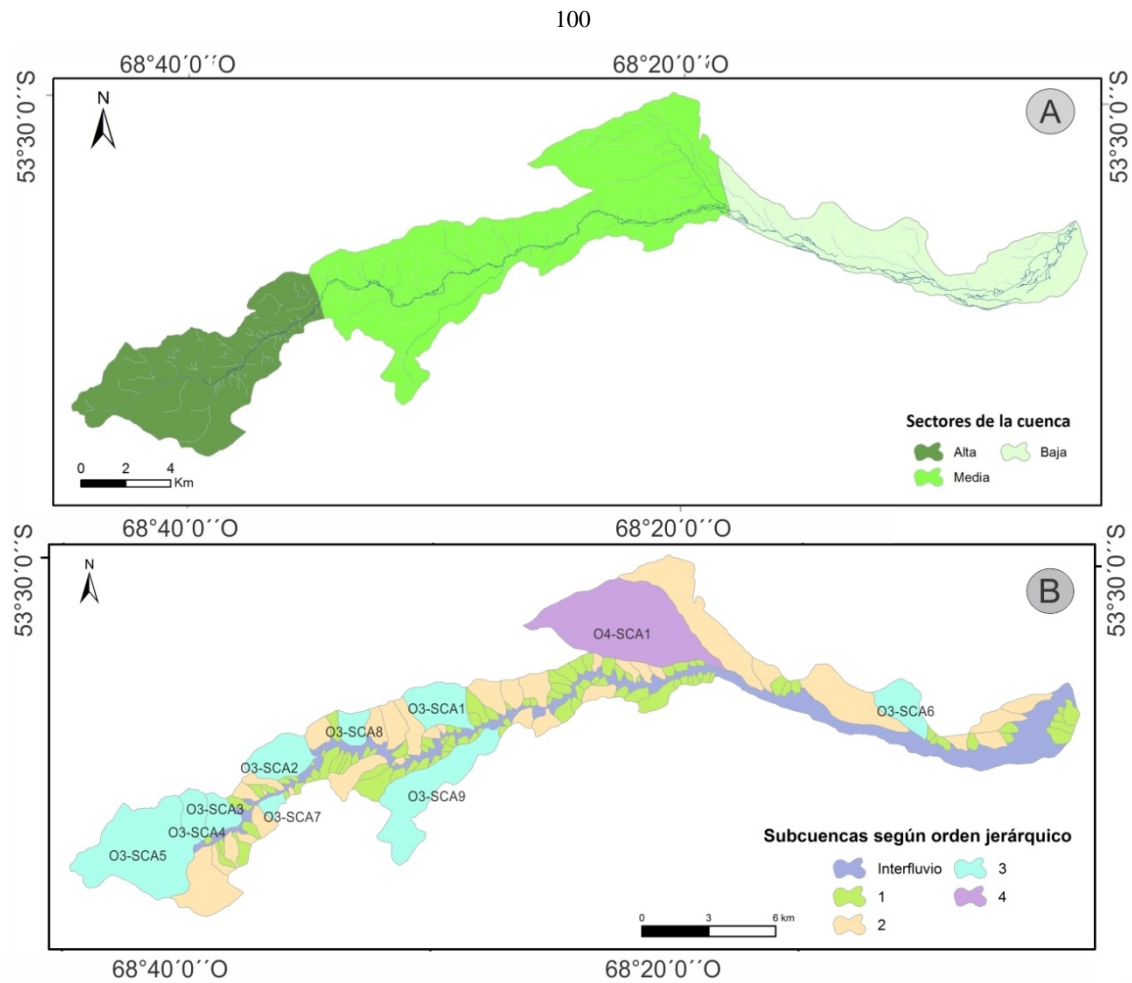 100
68°40´0´´O 68°20´0´´O
53°30´0´´S
53°30´0´´S
N
A
Sectores de la cuenca
Alta Baja
Media
0 2 4
Km
68°40´0´´O 68°20´0´´O
53°30´0´´S
53°30´0´´S
N
B
O4-SCA1
O3-SCA1
O3-SCA6
O3-SCA8
O3-SCA2
O3-SCA9
O3-SCA3
O3-SCA7
O3-SCA4
O3-SCA5
Subcuencas según orden jerárquico
Interfluvio 3
1 4
2
0 3 6 km
68°40´0´´O 68°20´0´´O